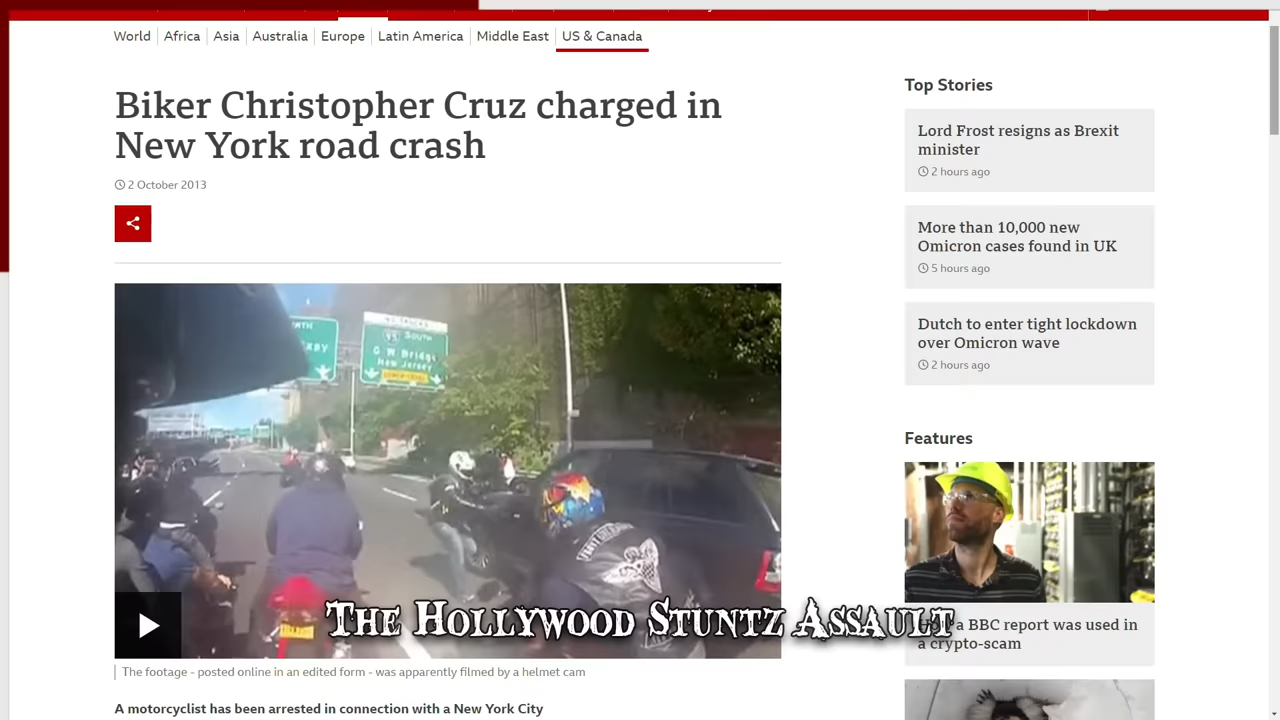 World
Africa
Asia
Australia
Europe
Latin America
Middle East
US & Canada
Biker Christopher Cruz charged in
New York road crash
2 October 2013
SOUTH
G W Bridge
New Jersey
The Hollywood Stuntz Assault
The footage - posted online in an edited form - was apparently filmed by a helmet cam
A motorcyclist has been arrested in connection with a New York City
Top Stories
Lord Frost resigns as Brexit
minister
2 hours ago
More than 10,000 new
Omicron cases found in UK
5 hours ago
Dutch to enter tight lockdown
over Omicron wave
2 hours ago
Features
a BBC report was used in
a crypto-scam